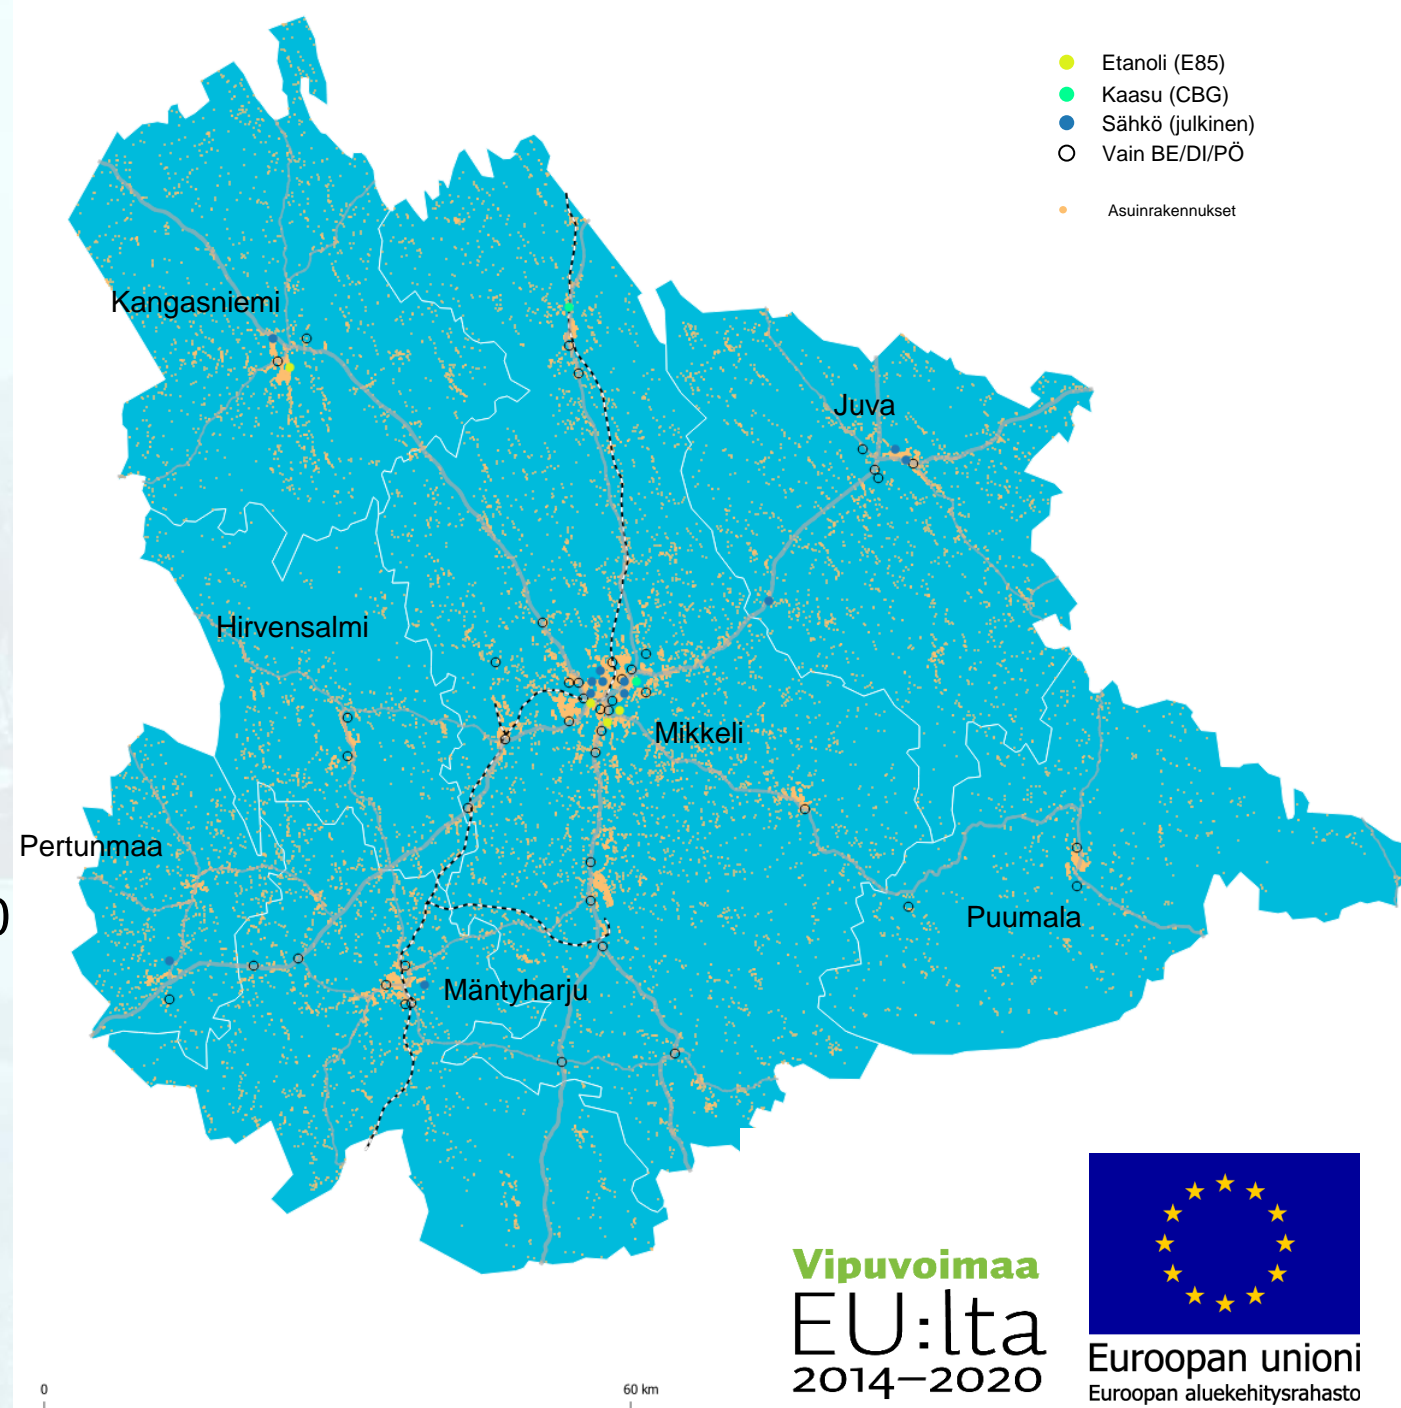 Etanoli (E85)
Kaasu (CBG)
Sähkö (julkinen)
Vain BE/DI/PÖ
Asuinrakennukset
Kangasniemi
Juva
Hirvensalmi
Mikkeli
Pertunmaa
Puumala
Mäntyharju
0
Vipuvoimaa
EU:lta
2014–2020
Euroopan unioni
Euroopan aluekehitysrahasto
0 60 km